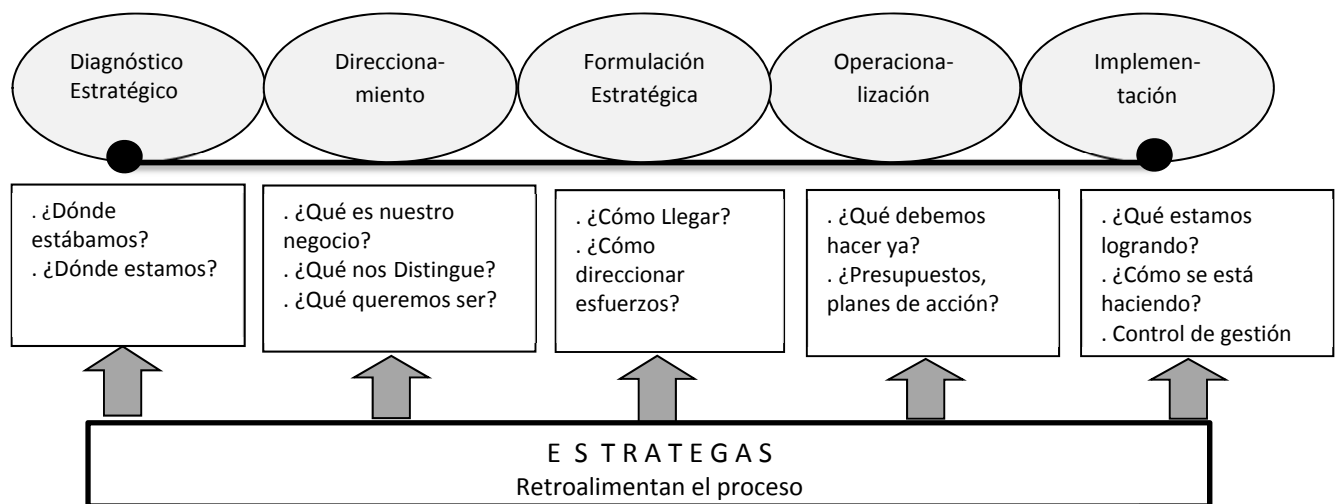 Diagnóstico
Estratégico
Direcciona-
miento
Formulación
Estratégica
Operaciona-
lización
Implemen-
tación
. ¿Dónde
estábamos?
. ¿Dónde estamos?
. ¿Qué es nuestro
negocio?
. ¿Qué nos Distingue?
. ¿Qué queremos ser?
. ¿Cómo Llegar?
. ¿Cómo
direccionar
esfuerzos?
. ¿Qué debemos
hacer ya?
. ¿Presupuestos,
planes de acción?
. ¿Qué estamos
logrando?
. ¿Cómo se está
haciendo?
. Control de gestión
E S T R A T E G A S
Retroalimentan el proceso